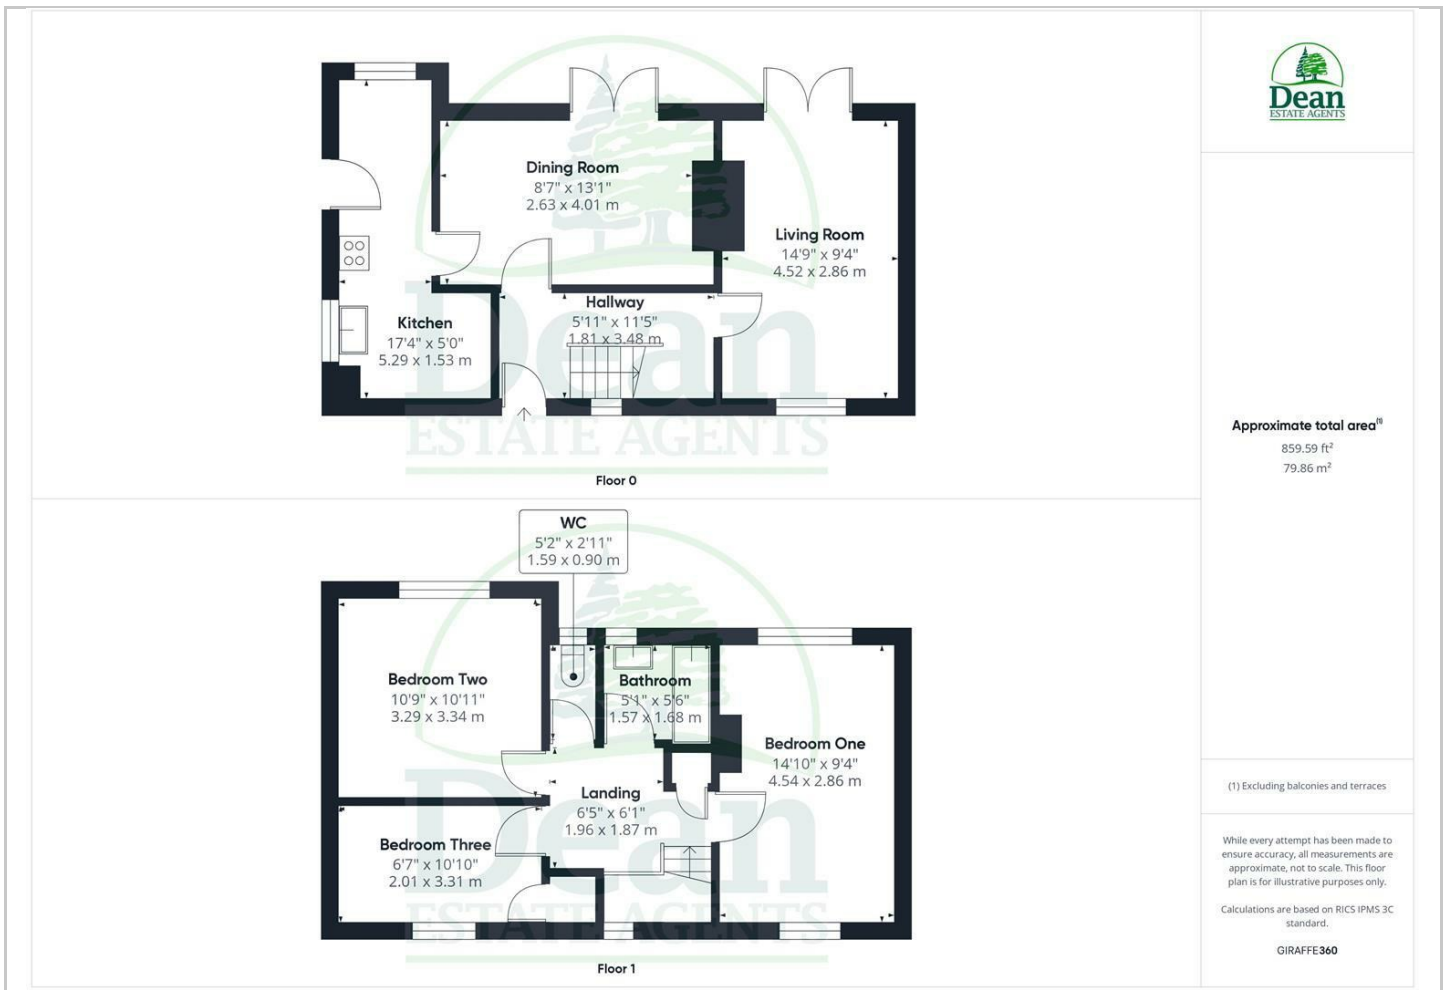 Dining Room
8'7" x 13'1"
2.63 x 4.01 m
Living Room
14'9" x 9'4"
4.52 x 2.86 m
Hallway
5'11" x 11'5"
1.81 x 3.48 m
Kitchen
17'4" x 5'0"
5.29 x 1.53 m
Dean
ESTATE AGENTS
Floor 0
WC
5'2" x 2'11"
1.59 x 0.90 m
Bedroom Two
10'9" x 10'11"
3.29 x 3.34 m
Bathroom
5'1" x 5'6"
1.57 x 1.68 m
Bedroom One
14'10" x 9'4"
4.54 x 2.86 m
Landing
6'5" x 6'1"
1.96 x 1.87 m
Bedroom Three
6'7" x 10'10"
2.01 x 3.31 m
Dean
ESTATE AGENTS
Floor 1
Dean
ESTATE AGENTS
Approximate total area(1)
859.59 ft²
79.86 m²
(1) Excluding balconies and terraces
While every attempt has been made to
ensure accuracy, all measurements are
approximate, not to scale. This floor
plan is for illustrative purposes only.
Calculations are based on RICS IPMS 3C
standard.
GIRAFFE360